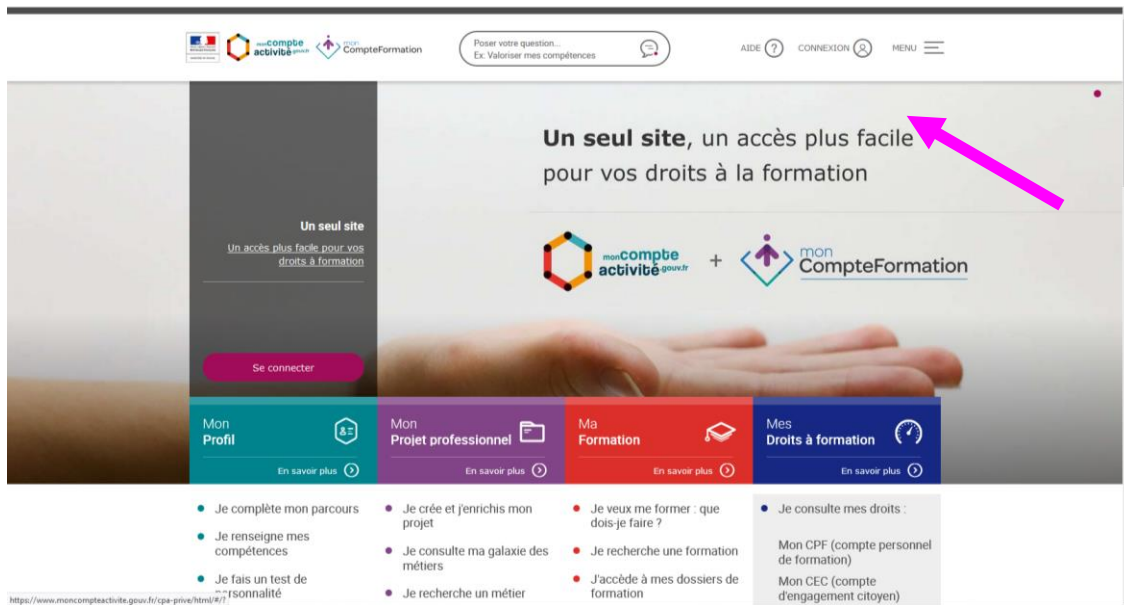 moncompte
activité.gouv.fr
mon
CompteFormation
Poser votre question...
Ex: Valoriser mes compétences
AIDE ?
CONNEXION
MENU
Un seul site, un accès plus facile
pour vos droits à la formation
Un seul site
Un accès plus facile pour vos
droits à formation
moncompte
activité.gouv.fr
+
mon
CompteFormation
Se connecter
Mon
Profil
En savoir plus
Mon
Projet professionnel
En savoir plus
Ma
Formation
En savoir plus
Mes
Droits à formation
En savoir plus
Je complète mon parcours
Je renseigne mes
compétences
Je fais un test de
personnalité
Je crée et j'enrichis mon
projet
Je consulte ma galaxie des
métiers
Je recherche un métier
Je veux me former : que
dois-je faire ?
Je recherche une formation
J'accède à mes dossiers de
formation
Je consulte mes droits :
Mon CPF (compte personnel
de formation)
Mon CEC (compte
d'engagement citoyen)
https://www.moncompteactivite.gouv.fr/cpa-prive/html/#/?